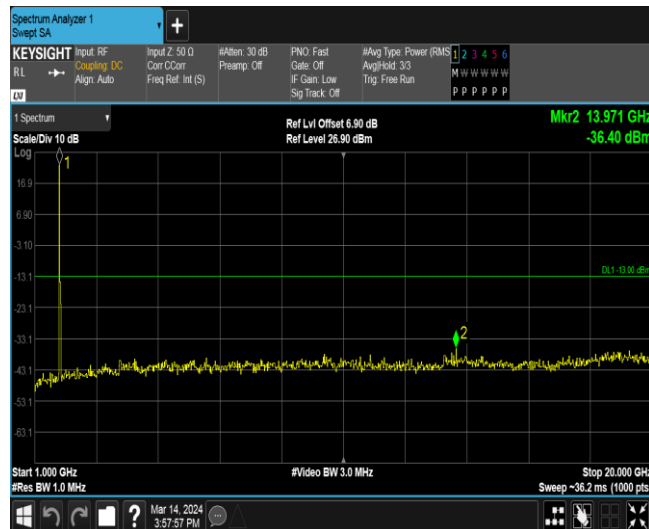 Spectrum Analyzer 1
Swept SA
+
KEYSIGHT
RL
LXI
Input: RF
Coupling: DC
Align: Auto
Input Z: 50 Ω
Corr CCorr
Freq Ref: Int (S)
#Atten: 30 dB
Preamp: Off
PNO: Fast
Gate: Off
IF Gain: Low
Sig Track: Off
#Avg Type: Power (RMS
Avg|Hold: 3/3
Trig: Free Run
1 2 3 4 5 6
M W W W W W
P P P P P P
1 Spectrum
Scale/Div 10 dB
Log
Ref Lvl Offset 6.90 dB
Ref Level 26.90 dBm
Mkr2 13.971 GHz
-36.40 dBm
1
16.9
6.90
-3.10
-13.1
DL1 -13.00 dBm
-23.1
-33.1
2
-43.1
-53.1
-63.1
Start 1.000 GHz
#Res BW 1.0 MHz
#Video BW 3.0 MHz
Stop 20.000 GHz
Sweep ~36.2 ms (1000 pts)
?
Mar 14, 2024
3:57:57 PM